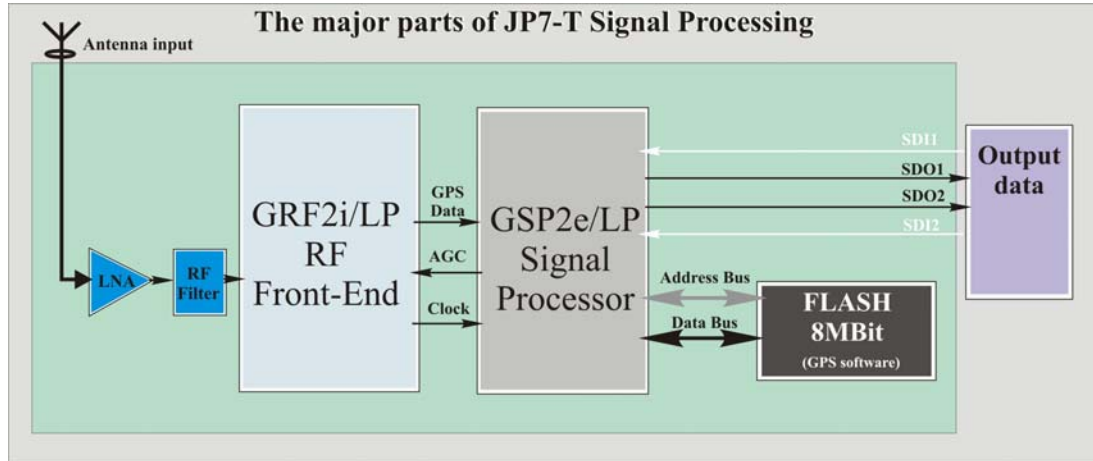 The major parts of JP7-T Signal Processing
Antenna input
LNA
RF
Filter
GRF2i/LP
RF
Front-End
GPS
Data
AGC
Clock
GSP2e/LP
Signal
Processor
SDI1
SDO1
SDO2
SDI2
Output
data
Address Bus
Data Bus
FLASH
8MBit
(GPS software)